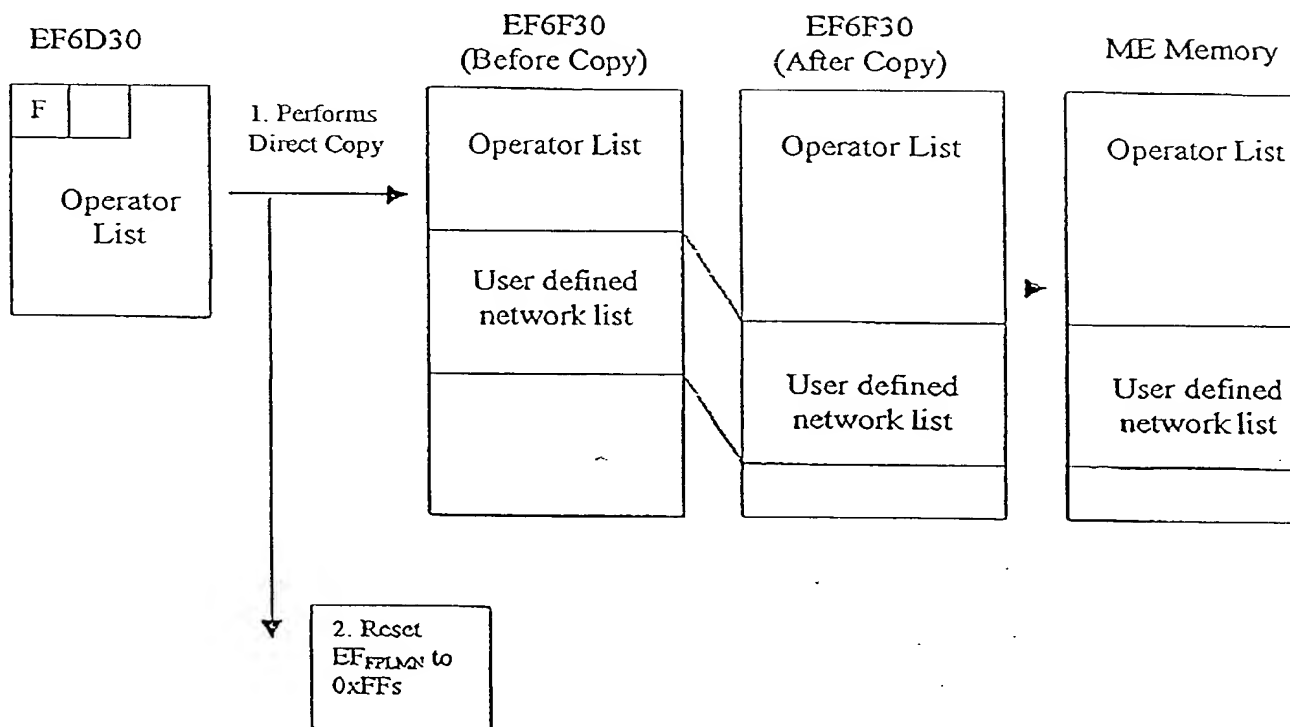 EF6D30
F
Operator
List
1. Performs
Direct Copy
EF6F30
(Before Copy)
Operator List
User defined
network list
EF6F30
(After Copy)
Operator List
User defined
network list
ME Memory
Operator List
User defined
network list
2. Reset
EFFPLMN to
0xFFs